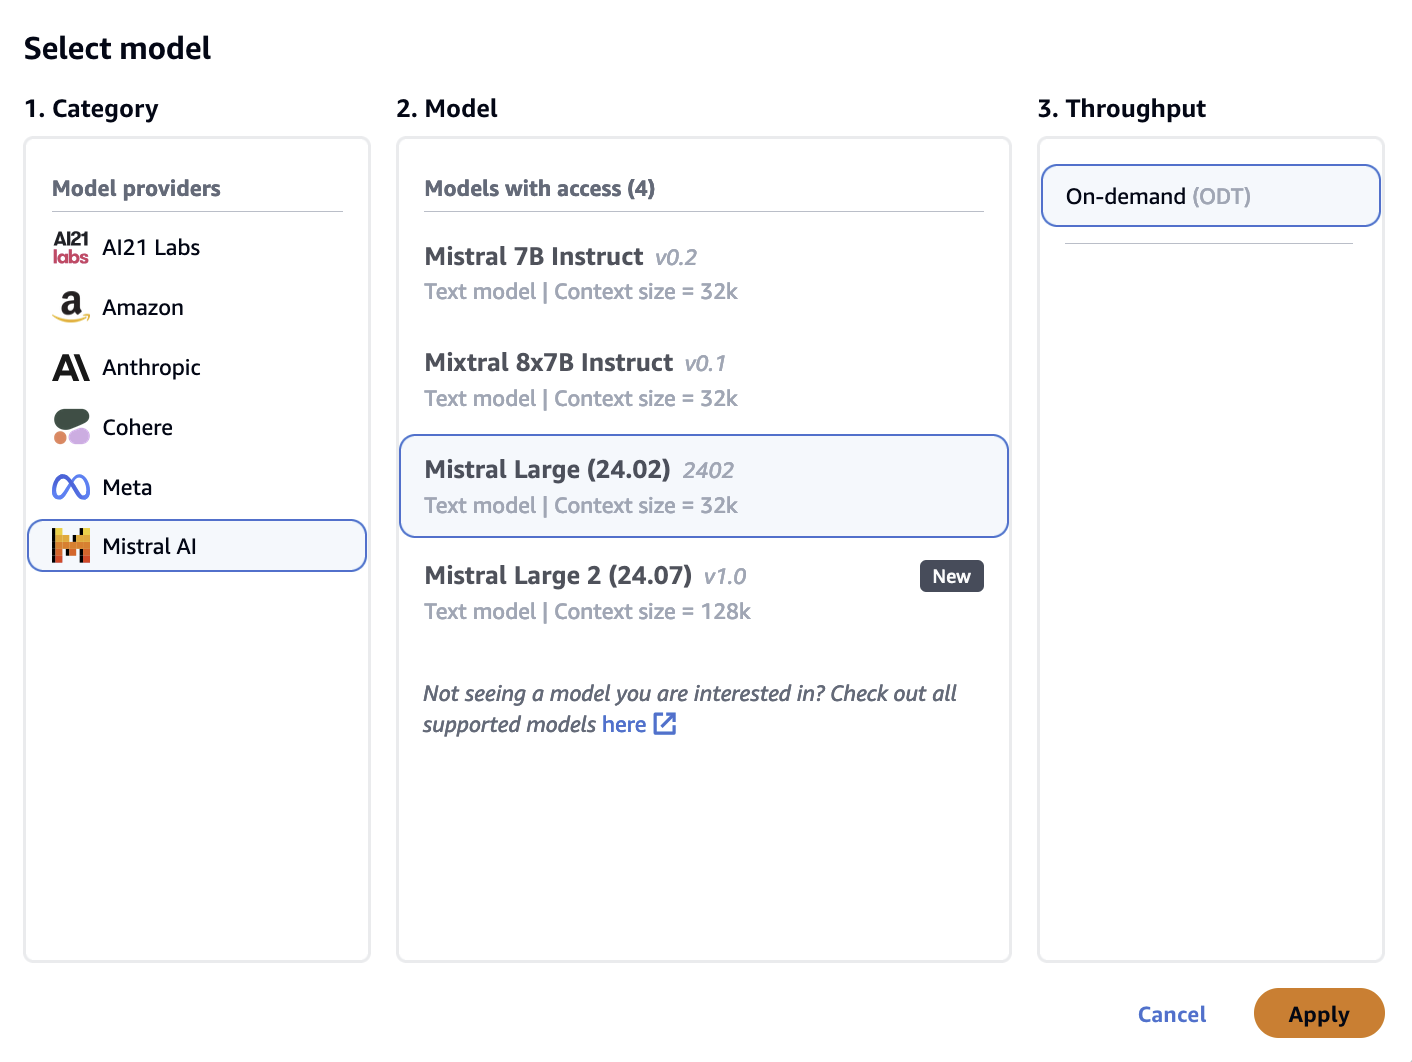 Select model
1. Category
Model providers
AI21 labs AI21 Labs
a Amazon
Anthropic
Cohere
Meta
Mistral AI
2. Model
Models with access (4)
Mistral 7B Instruct v0.2
Text model | Context size = 32k
Mixtral 8x7B Instruct v0.1
Text model | Context size = 32k
Mistral Large (24.02) 2402
Text model | Context size = 32k
Mistral Large 2 (24.07) v1.0 New
Text model | Context size = 128k
Not seeing a model you are interested in? Check out all
supported models here
3. Throughput
On-demand (ODT)
Cancel
Apply